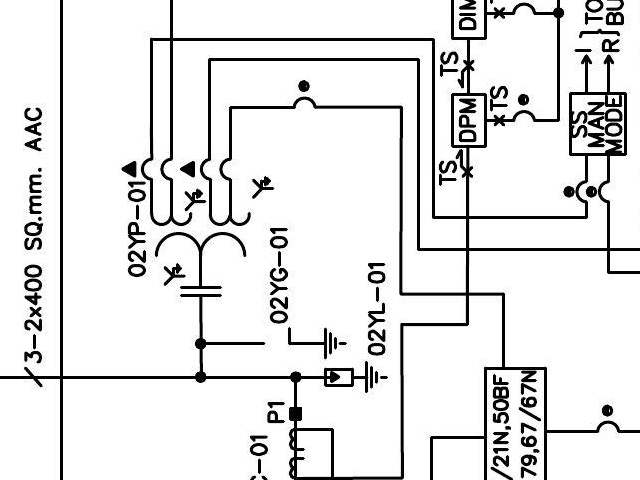 /3-2x400 SQ.mm. AAC
02YP-01
02YG-01
02YL-01
P1
C-01
TS
TS
TS
DPM
SS
MAN
MODE
I
R
TO
BU
/21N,50BF
79,67/67N